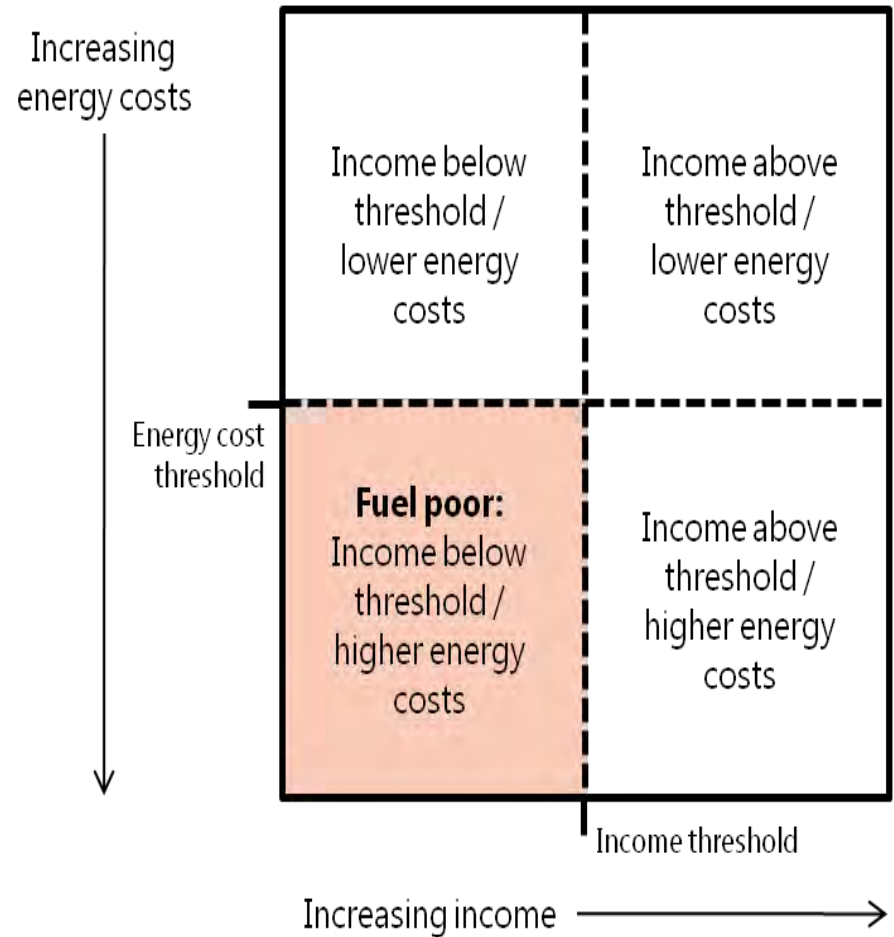 Increasing
energy costs
Income below
threshold /
lower energy
costs
Income above
threshold /
lower energy
costs
Energy cost
threshold
Fuel poor:
Income below
threshold /
higher energy
costs
Income above
threshold /
higher energy
costs
Income threshold
Increasing income